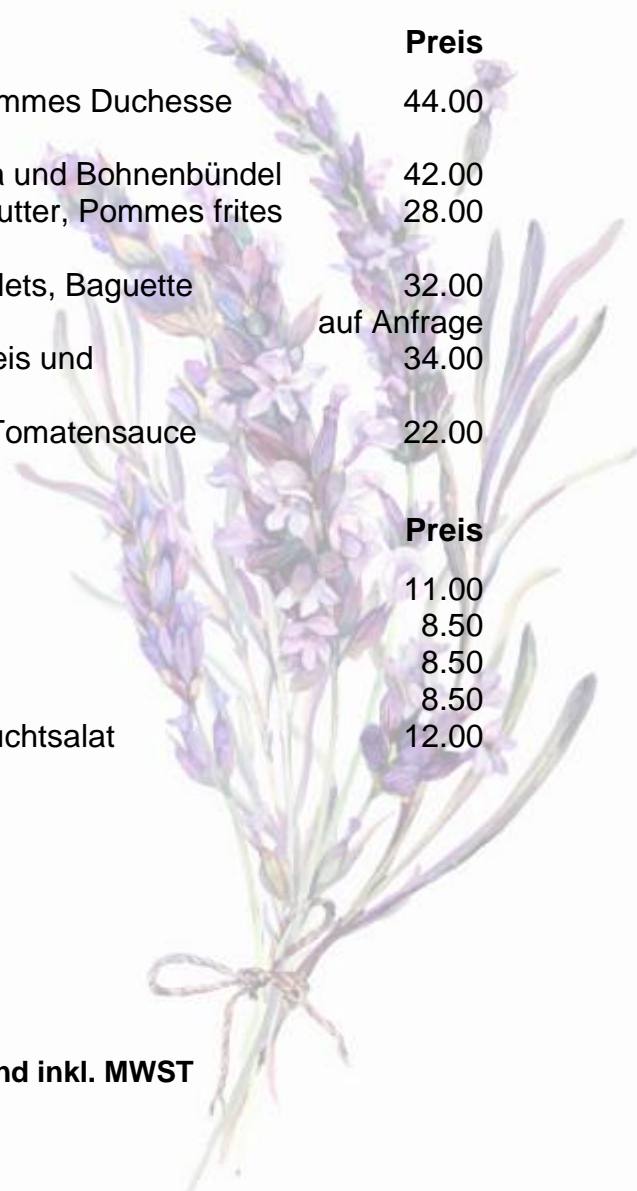 Preis
mmes Duchesse 44.00
a und Bohnenbündel 42.00
utter, Pommes frites 28.00
lets, Baguette 32.00
auf Anfrage
eis und 34.00
Tomatensauce 22.00
Preis
11.00
8.50
8.50
8.50
uchtsalat 12.00
nd inkl. MWST